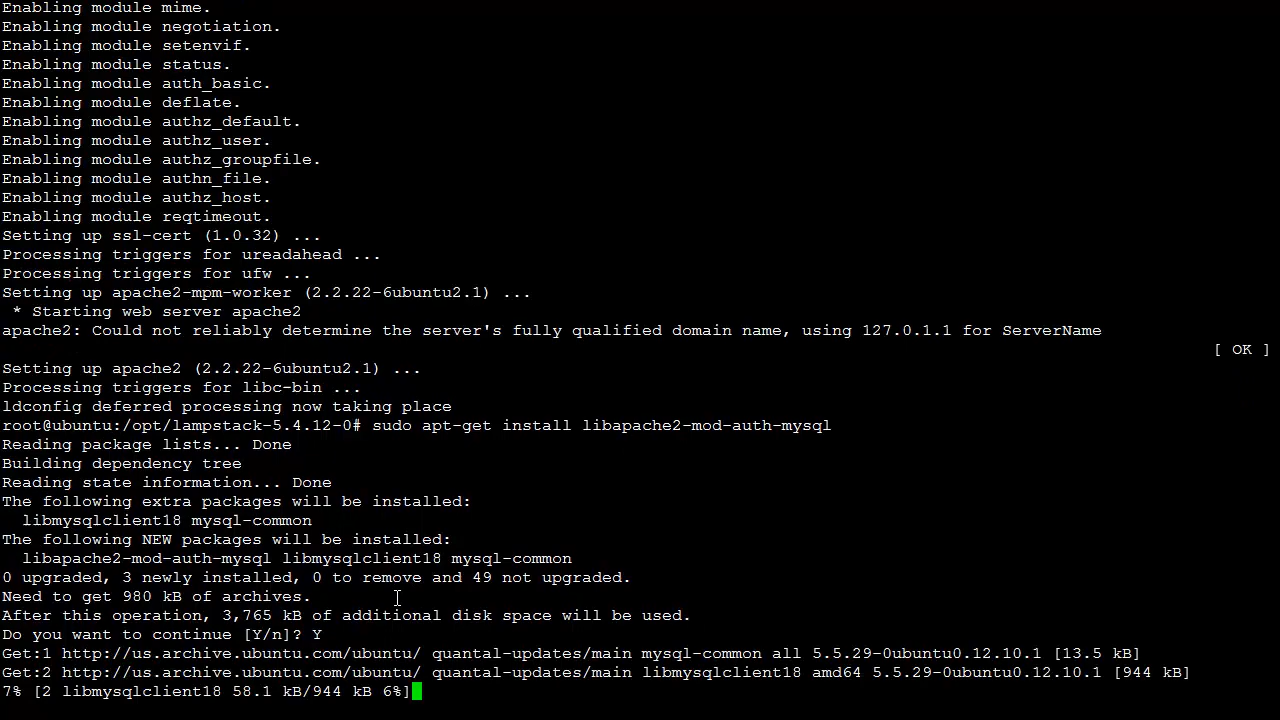 Enabling module mime.
Enabling module negotiation.
Enabling module setenvif.
Enabling module status.
Enabling module auth_basic.
Enabling module deflate.
Enabling module authz_default.
Enabling module authz_user.
Enabling module authz_groupfile.
Enabling module authn_file.
Enabling module authz_host.
Enabling module reqtimeout.
Setting up ssl-cert (1.0.32) ...
Processing triggers for ureadahead ...
Processing triggers for ufw ...
Setting up apache2-mpm-worker (2.2.22-6ubuntu2.1) ...
 * Starting web server apache2
apache2: Could not reliably determine the server's fully qualified domain name, using 127.0.1.1 for ServerName
[ OK ]
Setting up apache2 (2.2.22-6ubuntu2.1) ...
Processing triggers for libc-bin ...
ldconfig deferred processing now taking place
root@ubuntu:/opt/lampstack-5.4.12-0# sudo apt-get install libapache2-mod-auth-mysql
Reading package lists... Done
Building dependency tree
Reading state information... Done
The following extra packages will be installed:
  libmysqlclient18 mysql-common
The following NEW packages will be installed:
  libapache2-mod-auth-mysql libmysqlclient18 mysql-common
0 upgraded, 3 newly installed, 0 to remove and 49 not upgraded.
Need to get 980 kB of archives.
After this operation, 3,765 kB of additional disk space will be used.
Do you want to continue [Y/n]? Y
Get:1 http://us.archive.ubuntu.com/ubuntu/ quantal-updates/main mysql-common all 5.5.29-0ubuntu0.12.10.1 [13.5 kB]
Get:2 http://us.archive.ubuntu.com/ubuntu/ quantal-updates/main libmysqlclient18 amd64 5.5.29-0ubuntu0.12.10.1 [944 kB]
7% [2 libmysqlclient18 58.1 kB/944 kB 6%]